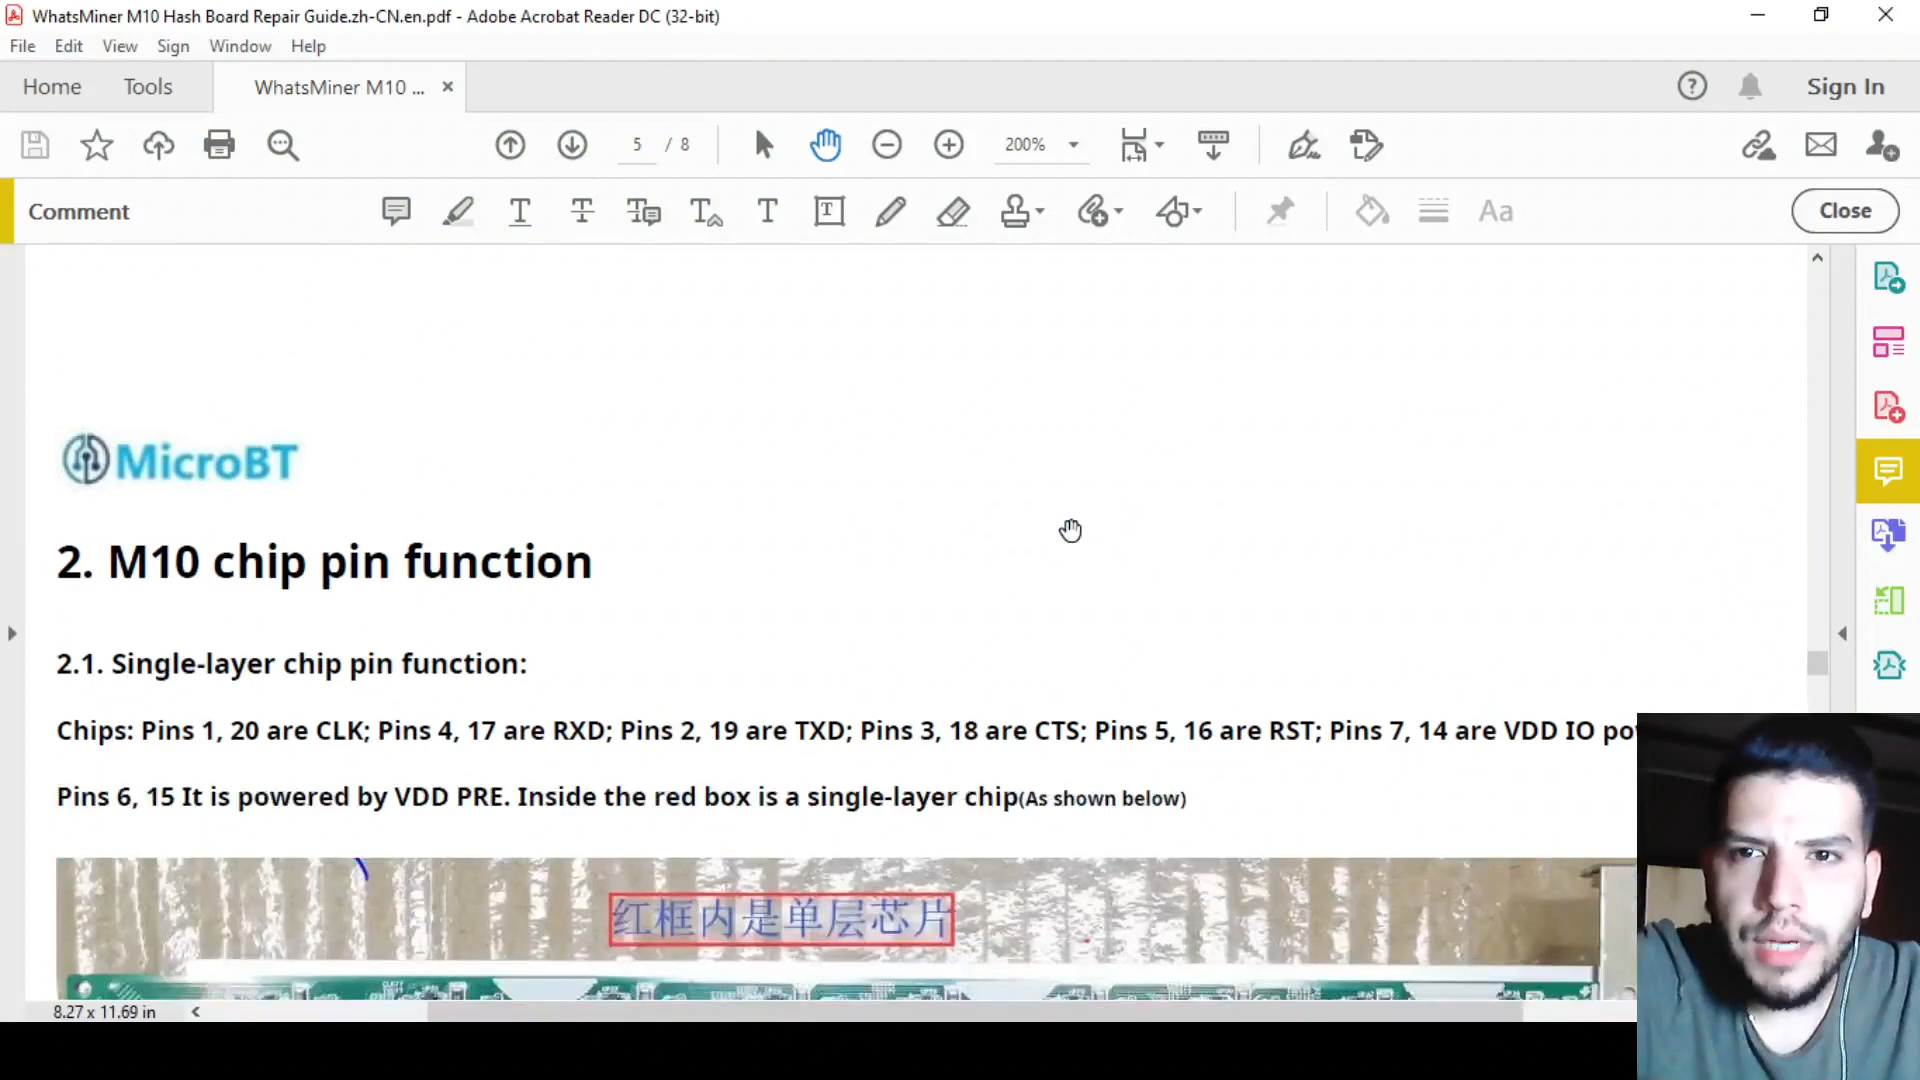 WhatsMiner M10 Hash Board Repair Guide.zh-CN.en.pdf - Adobe Acrobat Reader DC (32-bit)
File Edit View Sign Window Help
Home Tools WhatsMiner M10 ... × Sign In
5 / 8 200%
Comment Aa Close
MicroBT
2. M10 chip pin function
2.1. Single-layer chip pin function:
Chips: Pins 1, 20 are CLK; Pins 4, 17 are RXD; Pins 2, 19 are TXD; Pins 3, 18 are CTS; Pins 5, 16 are RST; Pins 7, 14 are VDD IO
Pins 6, 15 It is powered by VDD PRE. Inside the red box is a single-layer chip(As shown below)
红框内是单层芯片
8.27 x 11.69 in